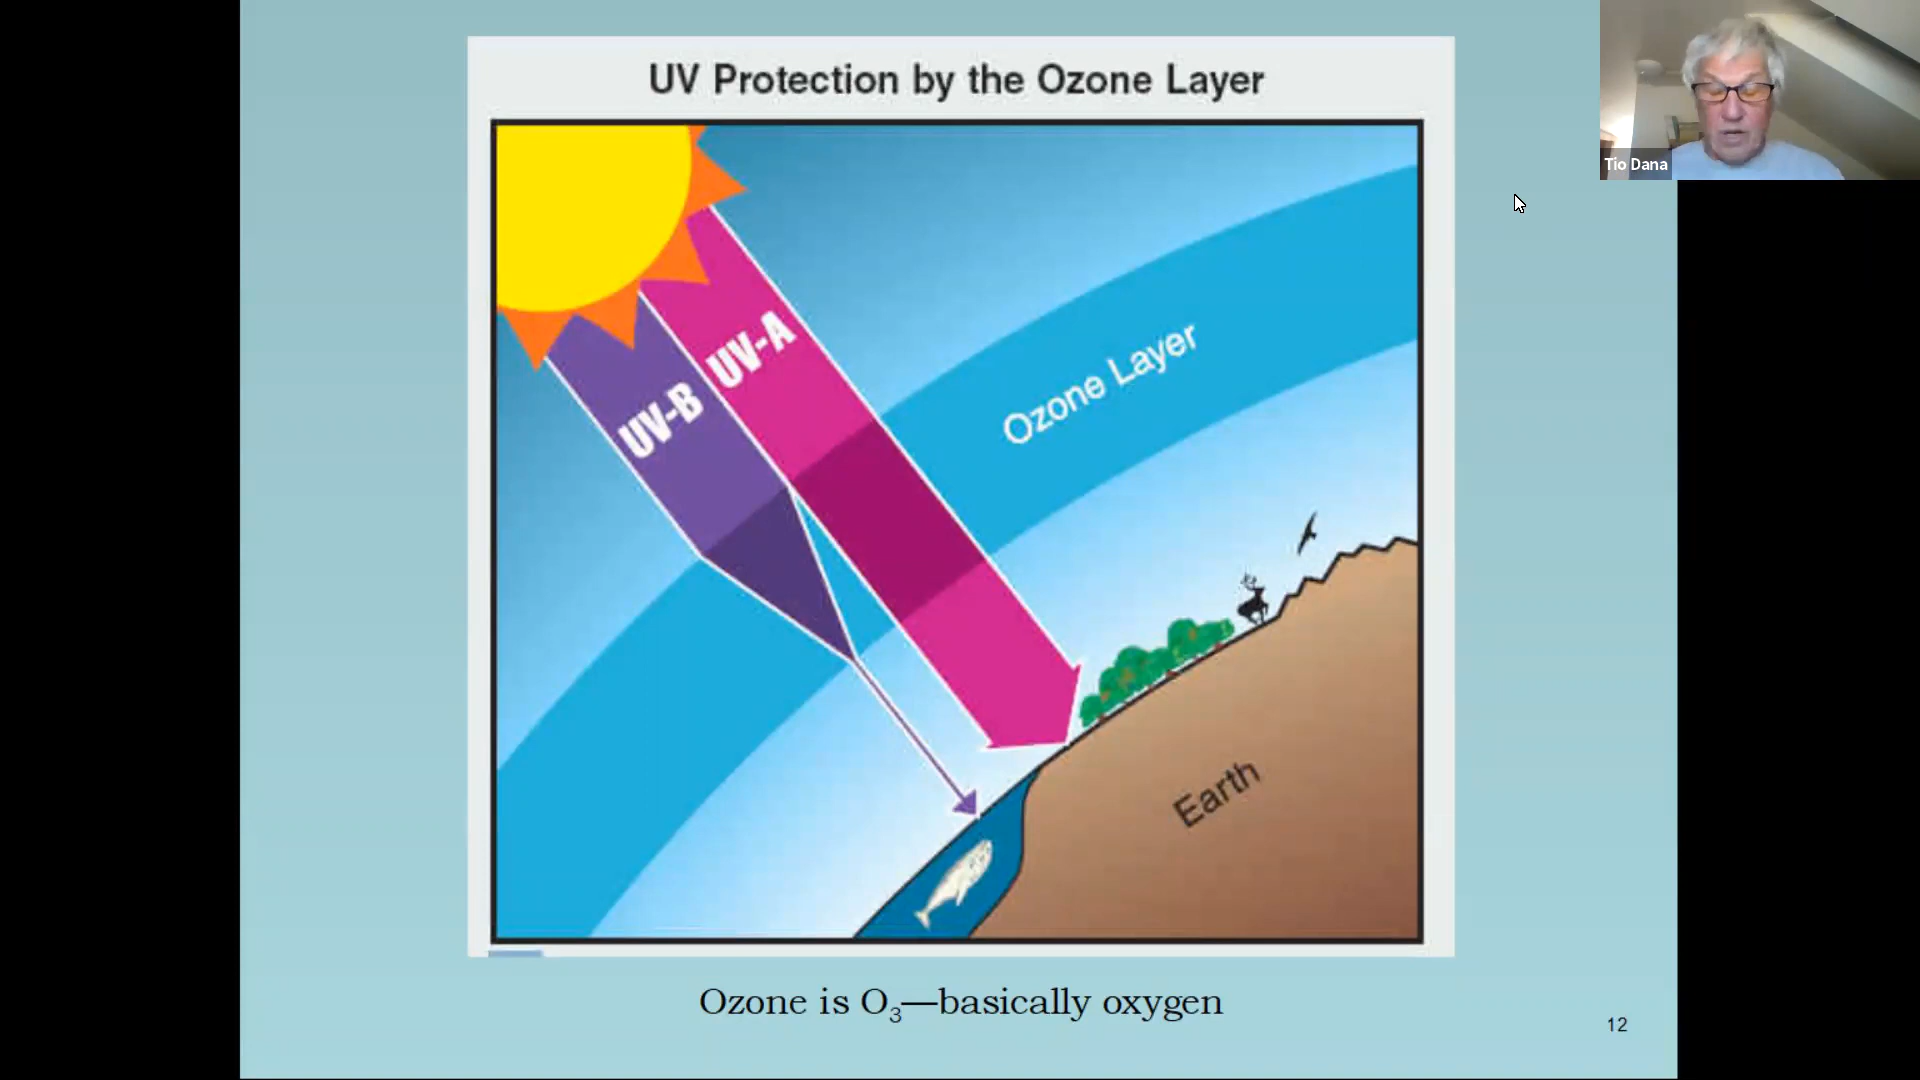 UV Protection by the Ozone Layer
Tio Dana
UV-A
UV-B
Ozone Layer
Earth
Ozone is O₃—basically oxygen
12